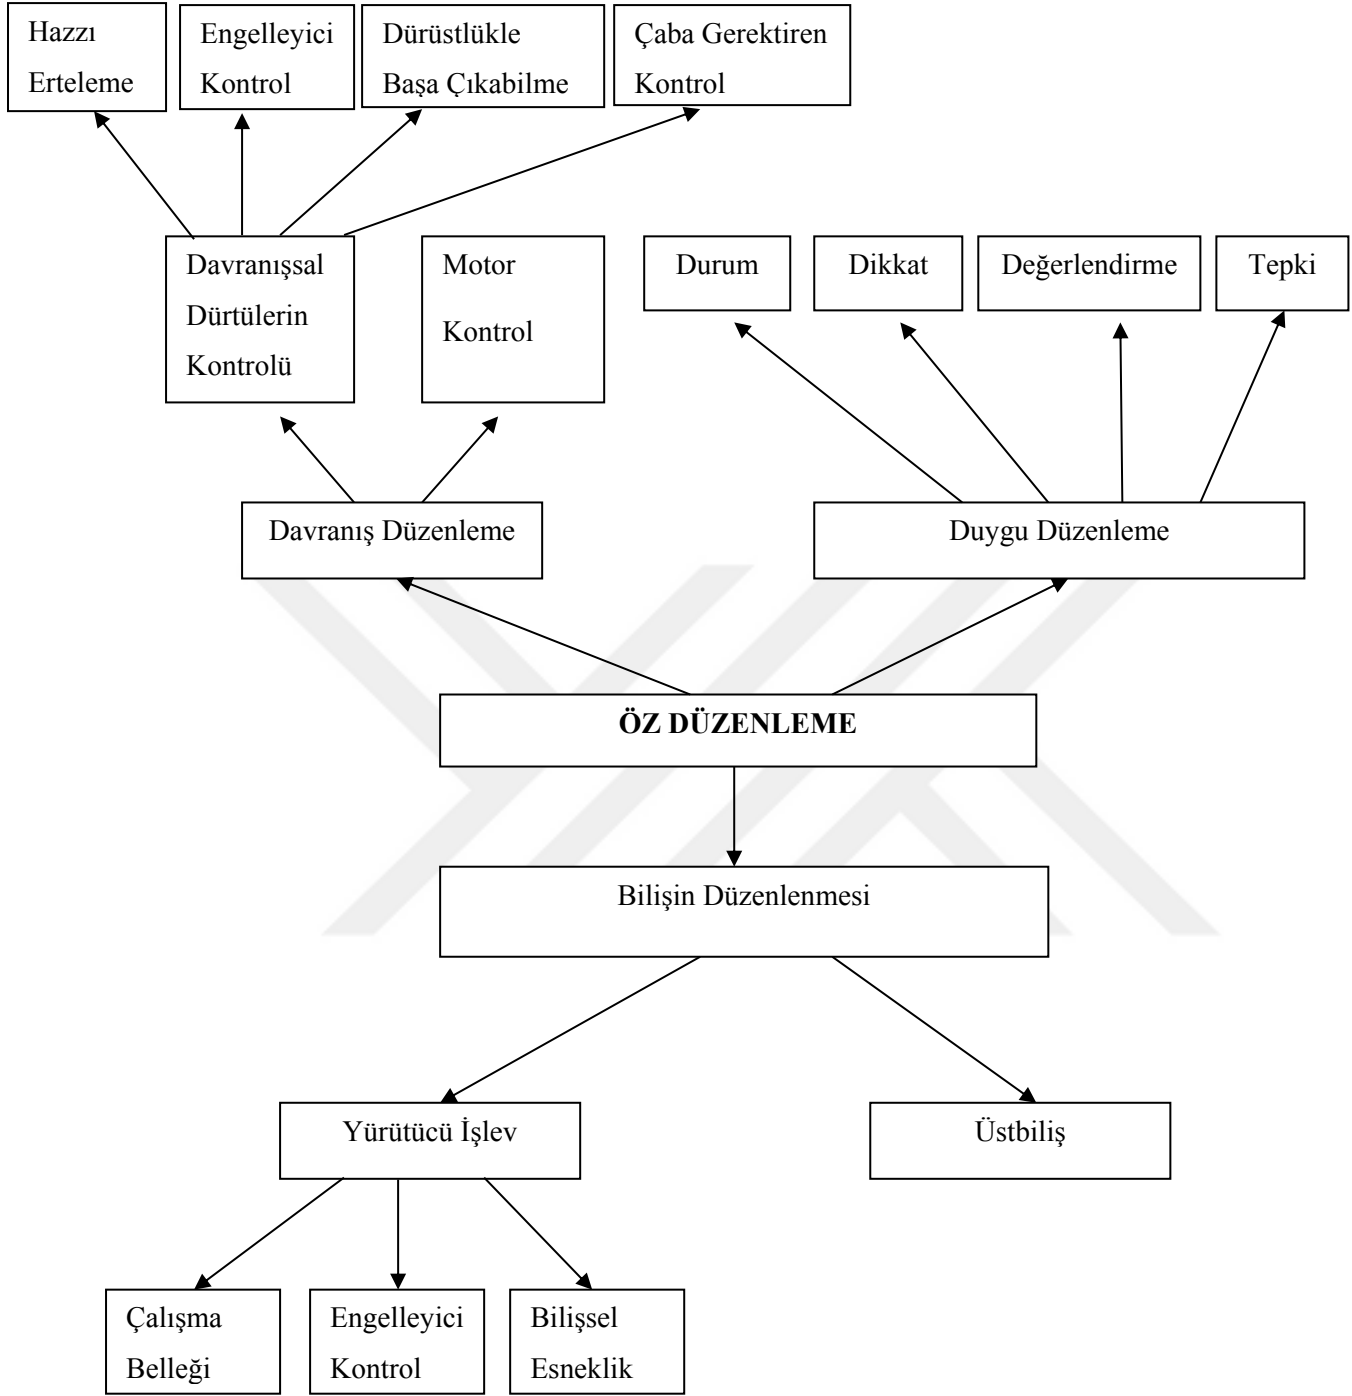 Hazzı
Erteleme
Engelleyici
Kontrol
Dürüstlükle
Başa Çıkabilme
Çaba Gerektiren
Kontrol
Davranışsal
Dürtülerin
Kontrolü
Motor
Kontrol
Durum
Dikkat
Değerlendirme
Tepki
Davranış Düzenleme
Duygu Düzenleme
ÖZ DÜZENLEME
Bilişin Düzenlenmesi
Yürütücü İşlev
Üstbiliş
Çalışma
Belleği
Engelleyici
Kontrol
Bilişsel
Esneklik